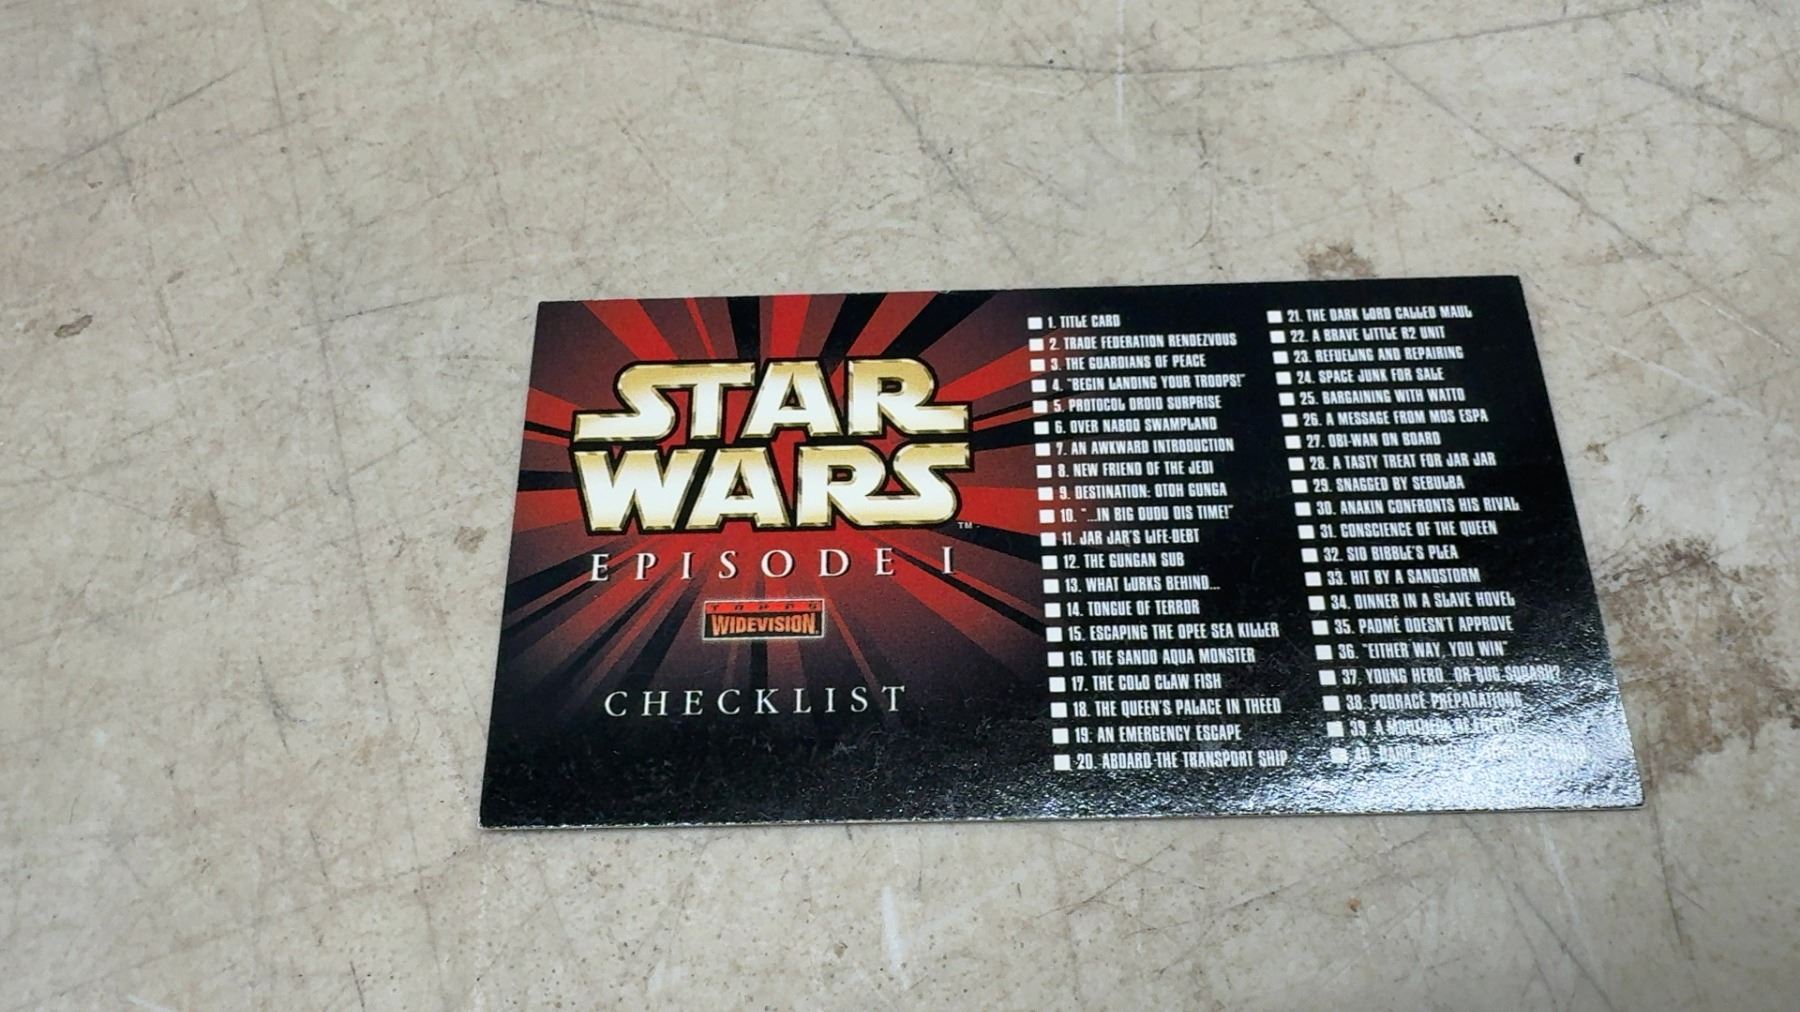 STAR
WARS
TM
EPISODE I
TOPPS
WIDEVISION
CHECKLIST
1. TITLE CARD
2. TRADE FEDERATION RENDEZVOUS
3. THE GUARDIANS OF PEACE
4. "BEGIN LANDING YOUR TROOPS!"
5. PROTOCOL DROID SURPRISE
6. OVER NABOO SWAMPLAND
7. AN AWKWARD INTRODUCTION
8. NEW FRIEND OF THE JEDI
9. DESTINATION: OTOH GUNGA
10. "...IN BIG DUDU DIS TIME!"
11. JAR JAR'S LIFE-DEBT
12. THE GUNGAN SUB
13. WHAT LURKS BEHIND...
14. TONGUE OF TERROR
15. ESCAPING THE OPEE SEA KILLER
16. THE SANDO AQUA MONSTER
17. THE COLO CLAW FISH
18. THE QUEEN'S PALACE IN THEED
19. AN EMERGENCY ESCAPE
20. ABOARD THE TRANSPORT SHIP
21. THE DARK LORD CALLED MAUL
22. A BRAVE LITTLE R2 UNIT
23. REFUELING AND REPAIRING
24. SPACE JUNK FOR SALE
25. BARGAINING WITH WATTO
26. A MESSAGE FROM MOS ESPA
27. OBI-WAN ON BOARD
28. A TASTY TREAT FOR JAR JAR
29. SNAGGED BY SEBULBA
30. ANAKIN CONFRONTS HIS RIVAL
31. CONSCIENCE OF THE QUEEN
32. SIO BIBBLE'S PLEA
33. HIT BY A SANDSTORM
34. DINNER IN A SLAVE HOVEL
35. PADMÉ DOESN'T APPROVE
36. "EITHER WAY, YOU WIN"
37. YOUNG HERO...OR BUG SQUASH?
38. PODRACE PREPARATIONS
39. A MOTHER'S
40.